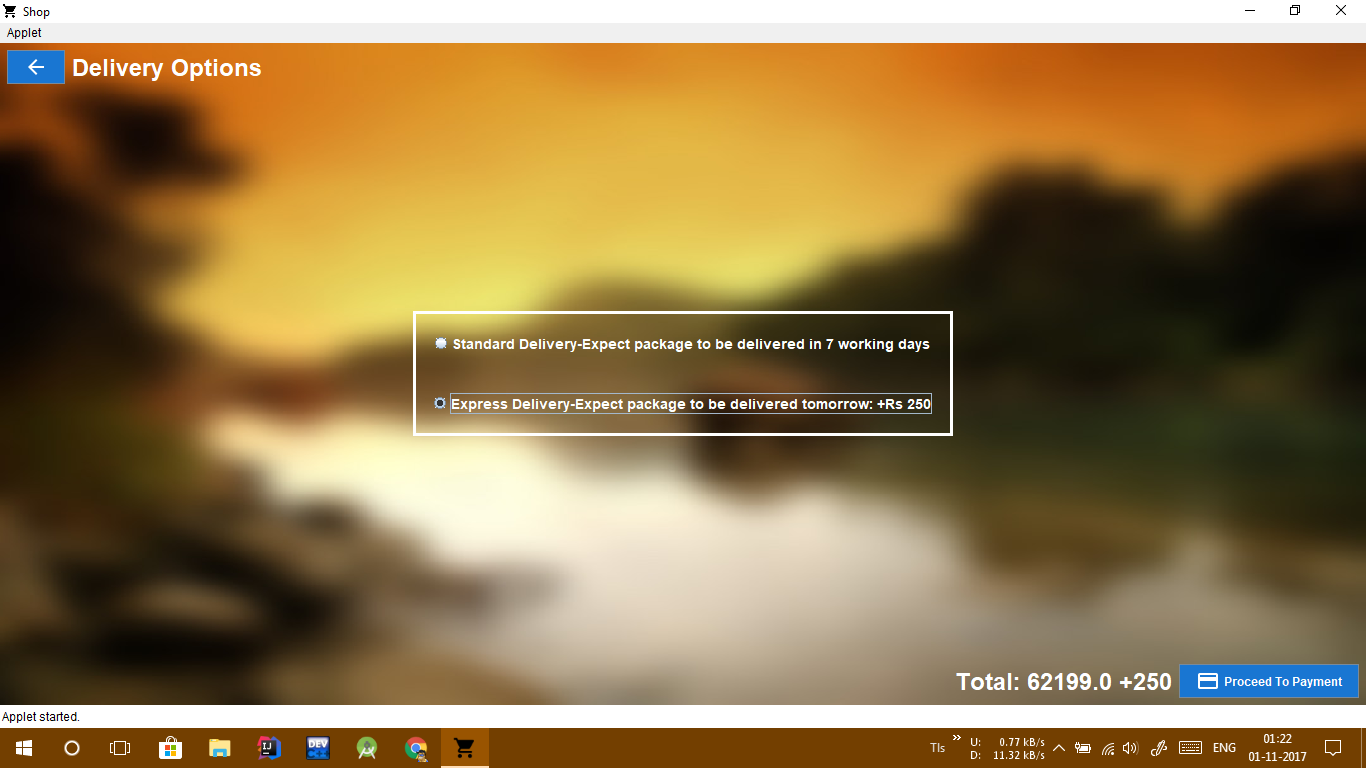 Shop
Applet
Delivery Options
Standard Delivery-Expect package to be delivered in 7 working days
Express Delivery-Expect package to be delivered tomorrow: +Rs 250
Total: 62199.0 +250
Proceed To Payment
Applet started.
IJ
DEV
C++
Tls
»
U: 0.77 kB/s
D: 11.32 kB/s
ENG
01:22
01-11-2017